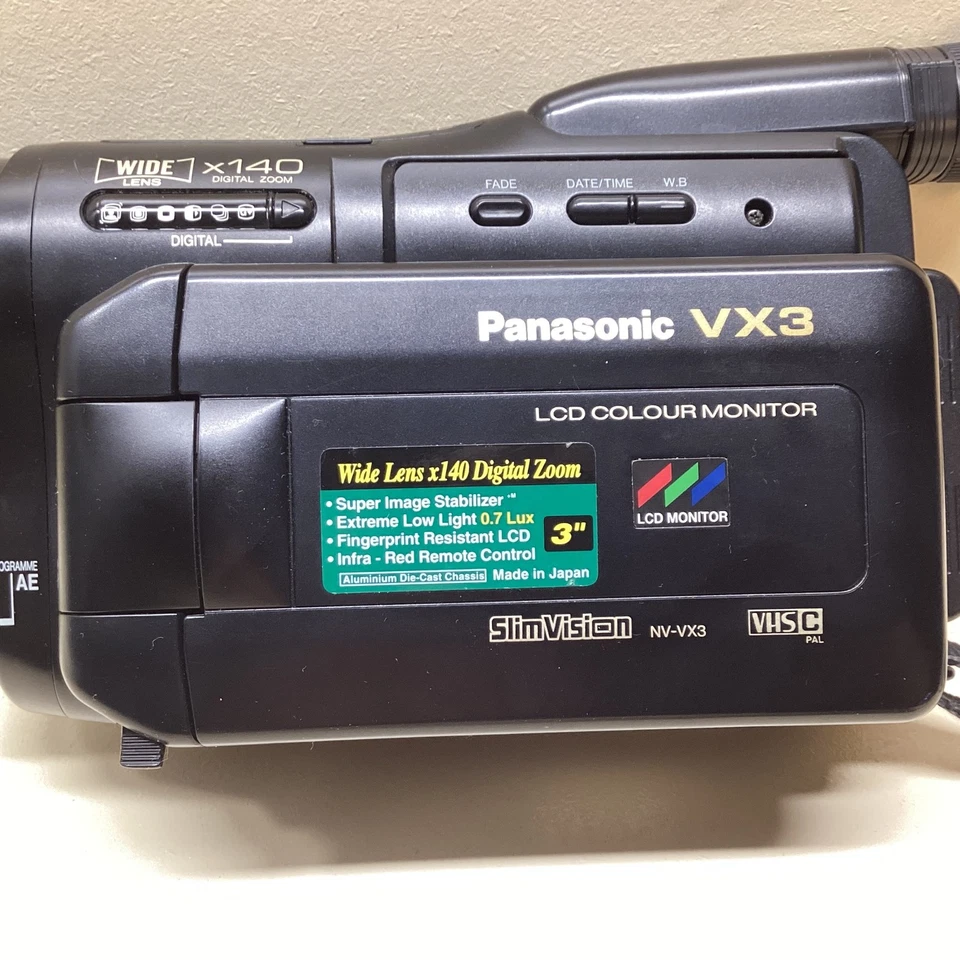 WIDE x140
LENS DIGITAL ZOOM
DIGITAL
FADE DATE/TIME W.B
Panasonic VX3
LCD COLOUR MONITOR
Wide Lens x140 Digital Zoom
• Super Image Stabilizer
• Extreme Low Light 0.7 Lux
• Fingerprint Resistant LCD
• Infra - Red Remote Control
3"
Aluminium Die-Cast Chassis Made in Japan
LCD MONITOR
AE
SlimVision NV-VX3 VHS C
PAL